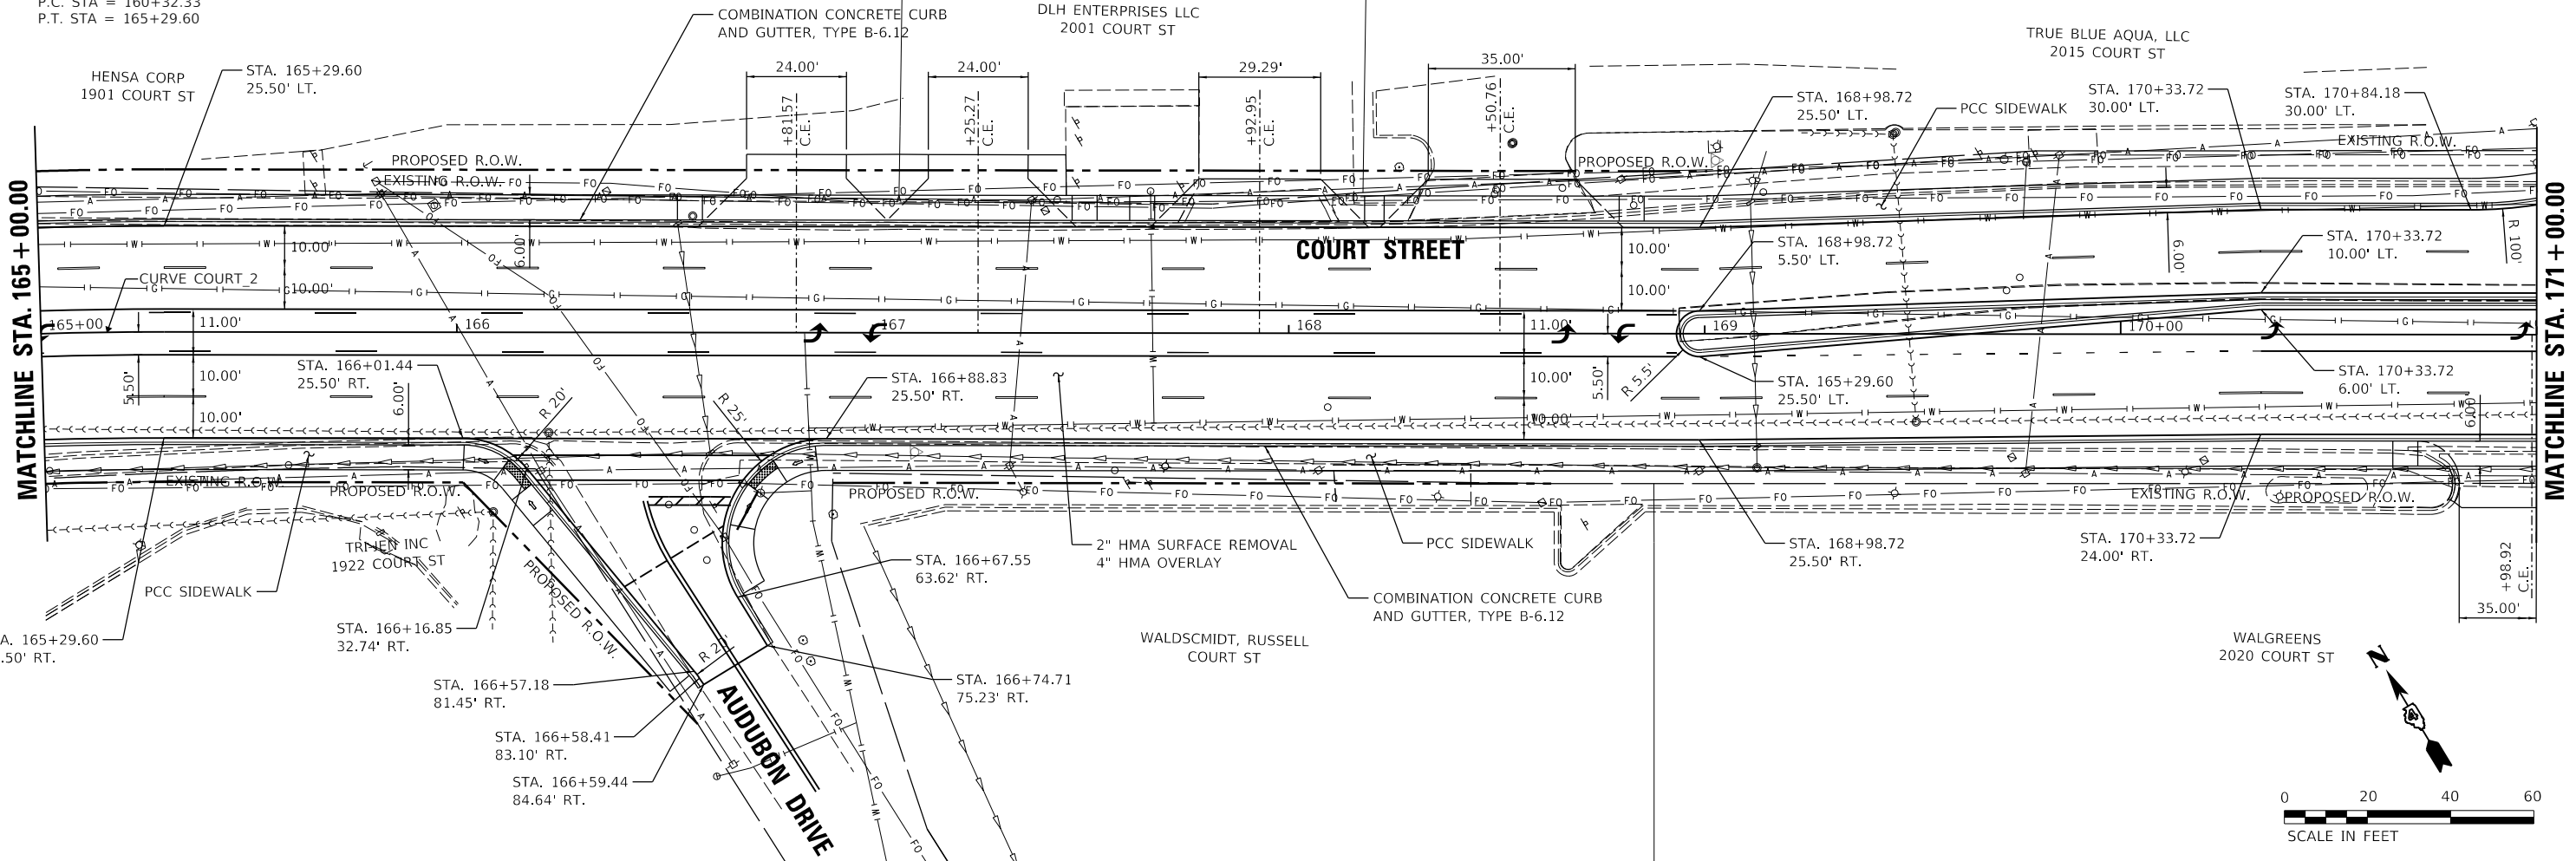 P.C. STA = 160+32.33
P.T. STA = 165+29.60
COMBINATION CONCRETE CURB
AND GUTTER, TYPE B-6.12
DLH ENTERPRISES LLC
2001 COURT ST
TRUE BLUE AQUA, LLC
2015 COURT ST
HENSA CORP
1901 COURT ST
STA. 165+29.60
25.50' LT.
24.00'
24.00'
29.29'
35.00'
+81.57
C.E.
+25.27
C.E.
+92.95
C.E.
+50.76
C.E.
STA. 168+98.72
25.50' LT.
PCC SIDEWALK
STA. 170+33.72
30.00' LT.
STA. 170+84.18
30.00' LT.
PROPOSED R.O.W.
EXISTING R.O.W.
PROPOSED R.O.W.
EXISTING R.O.W.
MATCHLINE STA. 165+00.00
MATCHLINE STA. 171+00.00
COURT STREET
10.00'
10.00'
6.00'
10.00'
10.00'
STA. 168+98.72
5.50' LT.
6.00'
STA. 170+33.72
10.00' LT.
R 100'
CURVE COURT_2
165+00
11.00'
166
167
168
11.00'
169
170+00
5.50'
10.00'
10.00'
STA. 166+01.44
25.50' RT.
6.00'
R 20'
R 25'
STA. 166+88.83
25.50' RT.
10.00'
10.00'
5.50'
R 5.5'
STA. 165+29.60
25.50' LT.
STA. 170+33.72
6.00' LT.
6.00'
EXISTING R.O.W.
PROPOSED R.O.W.
PROPOSED R.O.W.
EXISTING R.O.W.
PROPOSED R.O.W.
TRI-JEN INC
1922 COURT ST
PROPOSED R.O.W.
PCC SIDEWALK
2" HMA SURFACE REMOVAL
4" HMA OVERLAY
PCC SIDEWALK
STA. 168+98.72
25.50' RT.
STA. 170+33.72
24.00' RT.
+98.92
C.E.
35.00'
STA. 166+67.55
63.62' RT.
COMBINATION CONCRETE CURB
AND GUTTER, TYPE B-6.12
A. 165+29.60
.50' RT.
STA. 166+16.85
32.74' RT.
WALDSCMIDT, RUSSELL
COURT ST
WALGREENS
2020 COURT ST
N
STA. 166+57.18
81.45' RT.
STA. 166+74.71
75.23' RT.
STA. 166+58.41
83.10' RT.
STA. 166+59.44
84.64' RT.
AUDUBON DRIVE
0 20 40 60
SCALE IN FEET